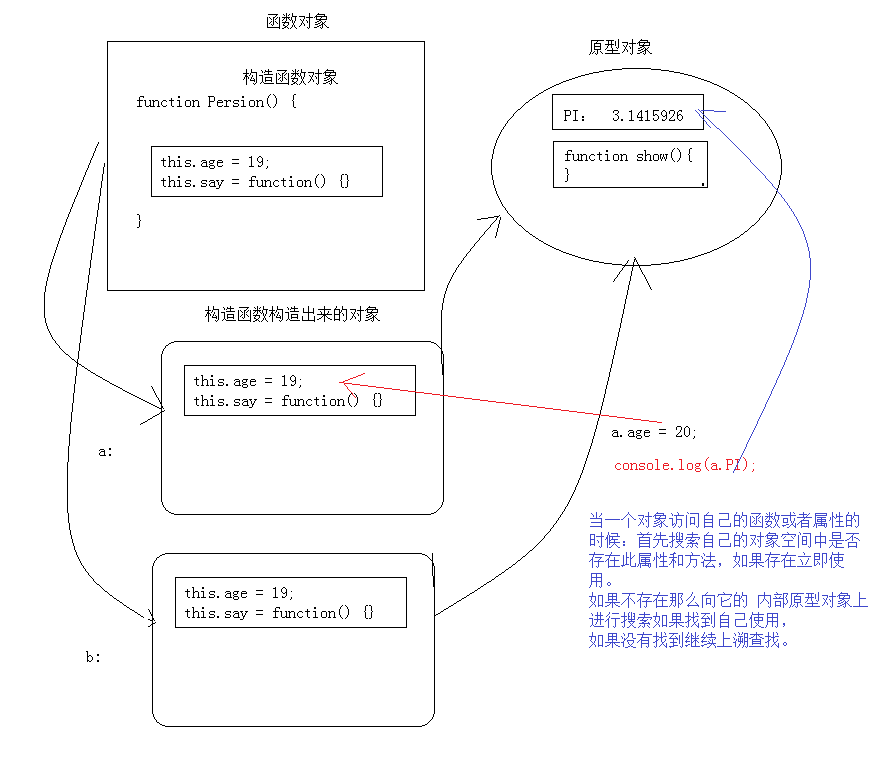 函数对象
构造函数对象
function Persion() {
this.age = 19;
this.say = function() {}
}
原型对象
PI: 3.1415926
function show(){
}
构造函数构造出来的对象
a:
this.age = 19;
this.say = function() {}
a.age = 20;
console.log(a.PI);
b:
this.age = 19;
this.say = function() {}
当一个对象访问自己的函数或者属性的
时候：首先搜索自己的对象空间中是否
存在此属性和方法，如果存在立即使
用。
如果不存在那么向它的 内部原型对象上
进行搜索如果找到自己使用，
如果没有找到继续上溯查找。